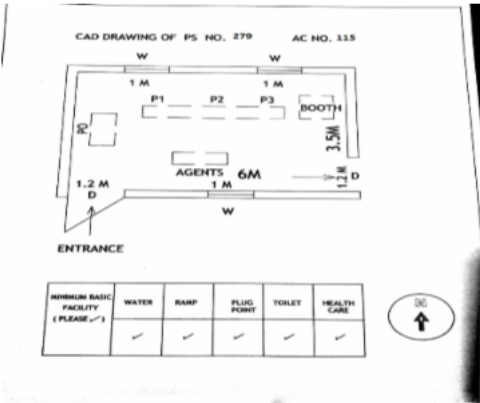 CAD DRAWING OF PS NO. 279 AC NO. 115
W W
1 M 1 M
P1 P2 P3
BOOTH
PO
3.5M
AGENTS 6M
1.2 M 1 M 1.2 M D
D
W
ENTRANCE
MINIMUM BASIC FACILITY (PLEASE ✓) WATER RAMP PLUG POINT TOILET HEALTH CARE
✓ ✓ ✓ ✓ ✓
N